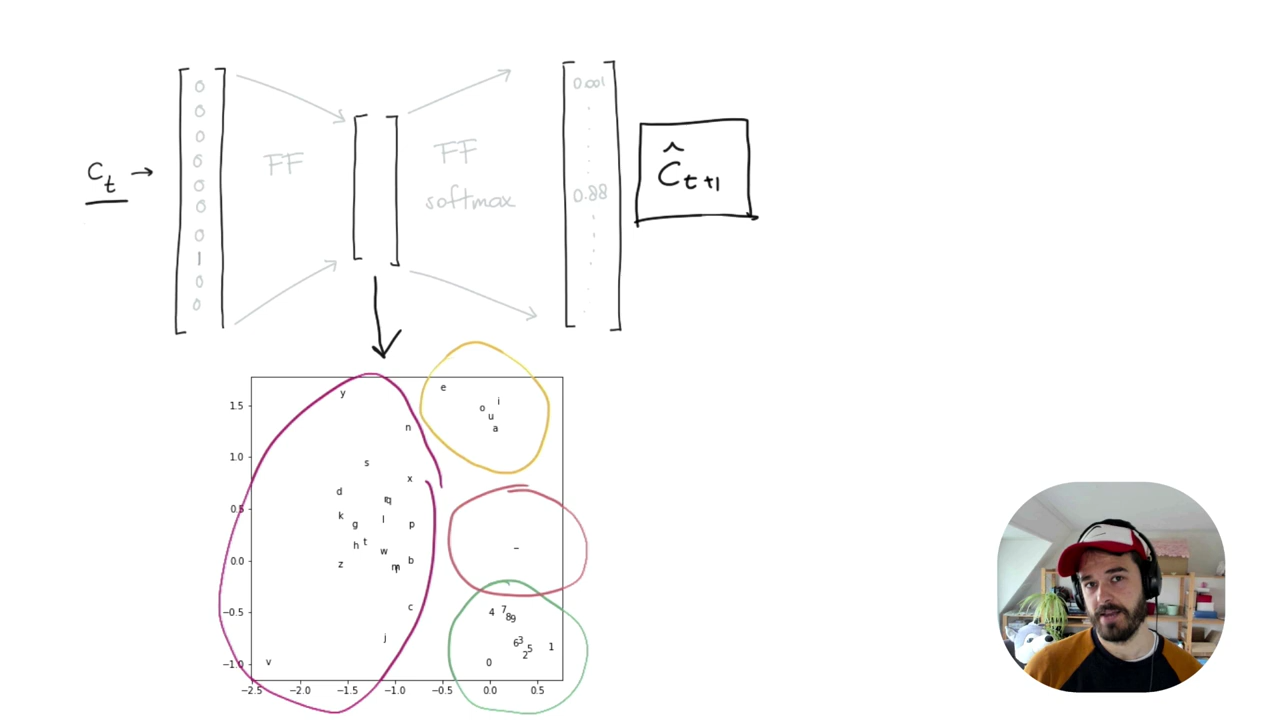 C_t →
0
0
0
0
0
0
0
1
0
0
FF
FF
softmax
0.001
0.88
Ĉ_t+1
1.5
1.0
0.5
0.0
−0.5
−1.0
−2.5 −2.0 −1.5 −1.0 −0.5 0.0 0.5
y
e
i
o
u
a
n
s
x
d
q
k
g
l
p
h
t
w
z
b
m
c
j
v
–
4
7
8
9
6
3
5
2
1
0